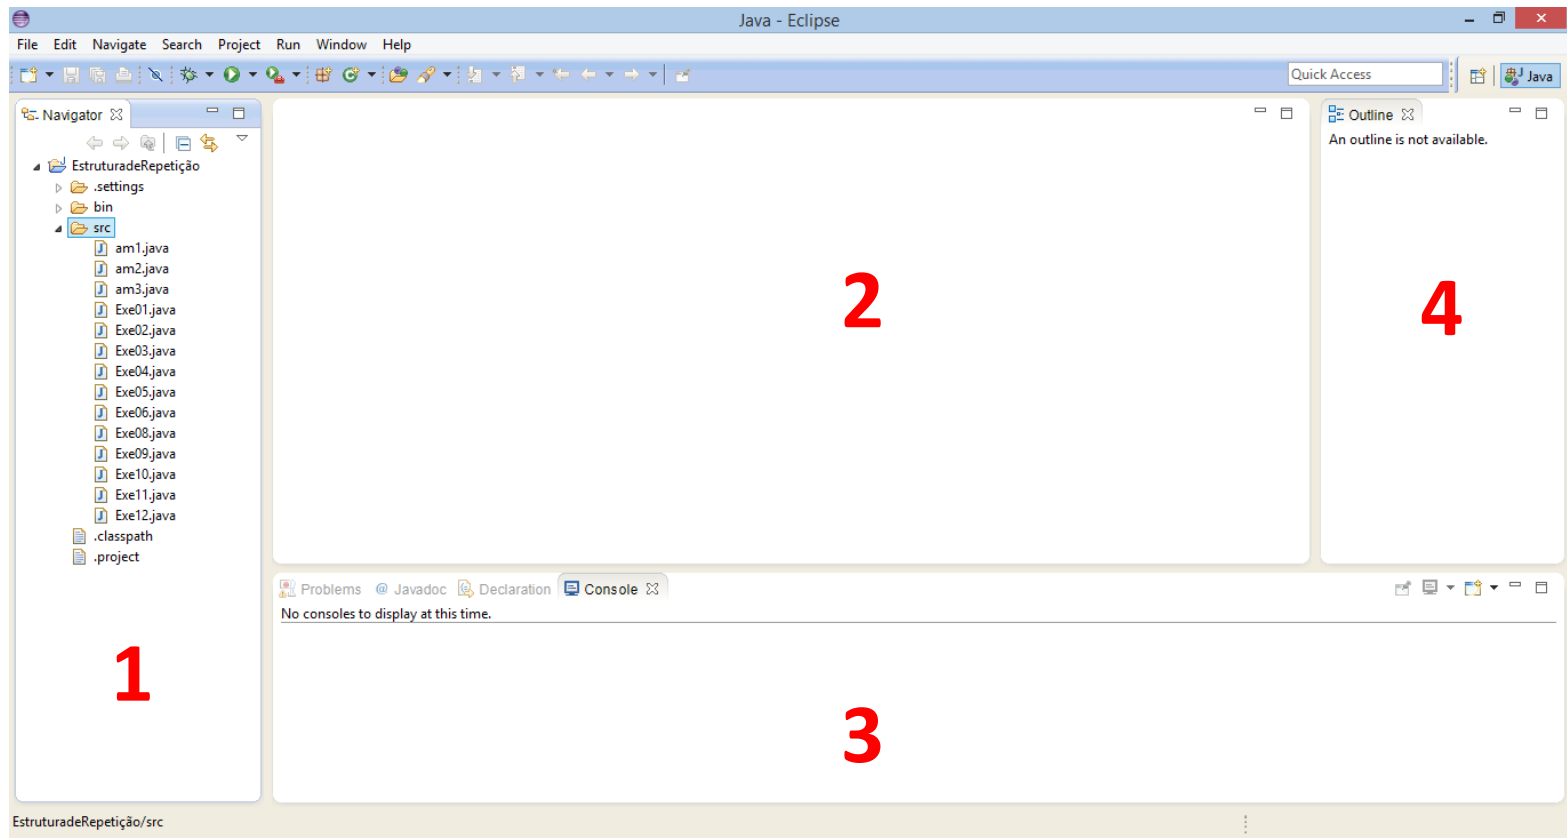 Java - Eclipse
File Edit Navigate Search Project Run Window Help
Quick Access
Java
Navigator
EstruturadeRepetição
.settings
bin
src
am1.java
am2.java
am3.java
Exe01.java
Exe02.java
Exe03.java
Exe04.java
Exe05.java
Exe06.java
Exe08.java
Exe09.java
Exe10.java
Exe11.java
Exe12.java
.classpath
.project
1
2
Outline
An outline is not available.
4
Problems @ Javadoc Declaration Console
No consoles to display at this time.
3
EstruturadeRepetição/src